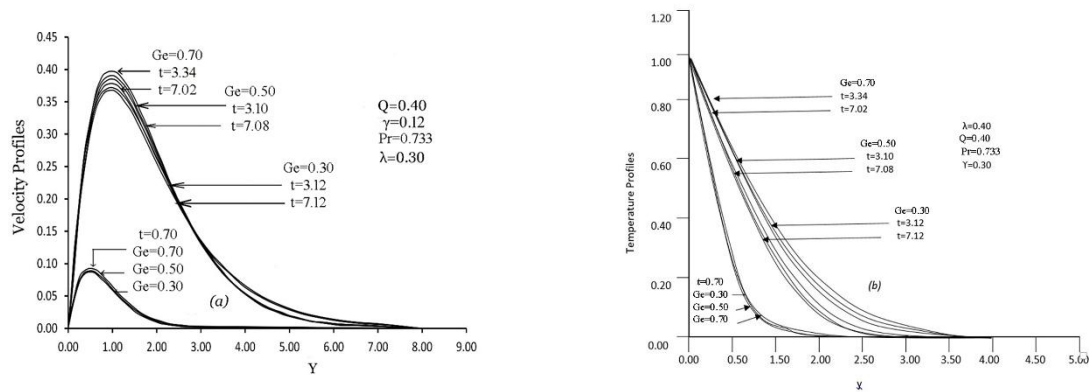 0.45
0.40
0.35
0.30
0.25
0.20
0.15
0.10
0.05
0.00
Velocity Profiles
Ge=0.70
t=3.34
t=7.02
Ge=0.50
t=3.10
t=7.08
Q=0.40
γ=0.12
Pr=0.733
λ=0.30
Ge=0.30
t=3.12
t=7.12
t=0.70
Ge=0.70
Ge=0.50
Ge=0.30
(a)
0.00 1.00 2.00 3.00 4.00 5.00 6.00 7.00 8.00 9.00
Y
1.20
1.00
0.80
0.60
0.40
0.20
0.00
Temperature Profiles
Ge=0.70
t=3.34
t=7.02
Ge=0.50
t=3.10
t=7.08
λ=0.40
Q=0.40
Pr=0.733
Υ=0.30
Ge=0.30
t=3.12
t=7.12
t=0.70
Ge=0.30
Ge=0.50
Ge=0.70
(b)
0.00 0.50 1.50 2.00 2.50 3.00 3.50 4.00 5.00